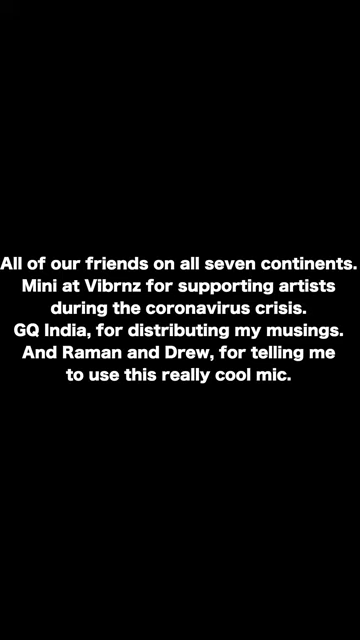 All of our friends on all seven continents.
Mini at Vibrnz for supporting artists
during the coronavirus crisis.
GQ India, for distributing my musings.
And Raman and Drew, for telling me
to use this really cool mic.